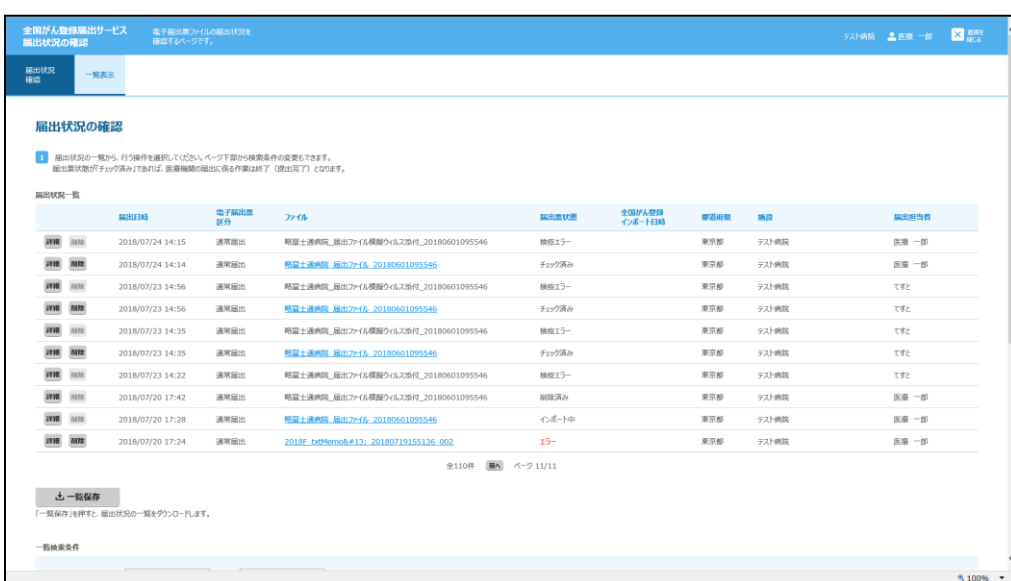 全国がん登録届出サービス
届出状況の確認
電子届出票ファイルの届出状況を
確認するページです。
テスト病院 医療 一郎 画面を
閉じる
届出状況
確認
一覧表示
届出状況の確認
1 届出状況の一覧から、行う操作を選択してください。ページ下部から検索条件の変更もできます。
届出票状態が「チェック済み」であれば、医療機関の届出に係る作業は終了（提出完了）となります。
届出状況一覧
届出日時 電子届出票
区分 ファイル 届出票状態 全国がん登録
インポート日時 都道府県 施設 届出担当者
詳細 削除 2018/07/24 14:15 通常届出 略富士通病院_届出ファイル模擬ウィルス添付_20180601095546 検疫エラー 東京都 テスト病院 医療 一郎
詳細 削除 2018/07/24 14:14 通常届出 略富士通病院_届出ファイル_20180601095546 チェック済み 東京都 テスト病院 医療 一郎
詳細 削除 2018/07/23 14:56 通常届出 略富士通病院_届出ファイル模擬ウィルス添付_20180601095546 検疫エラー 東京都 テスト病院 てすと
詳細 削除 2018/07/23 14:56 通常届出 略富士通病院_届出ファイル_20180601095546 チェック済み 東京都 テスト病院 てすと
詳細 削除 2018/07/23 14:35 通常届出 略富士通病院_届出ファイル模擬ウィルス添付_20180601095546 検疫エラー 東京都 テスト病院 てすと
詳細 削除 2018/07/23 14:35 通常届出 略富士通病院_届出ファイル_20180601095546 チェック済み 東京都 テスト病院 てすと
詳細 削除 2018/07/23 14:22 通常届出 略富士通病院_届出ファイル模擬ウィルス添付_20180601095546 検疫エラー 東京都 テスト病院 てすと
詳細 削除 2018/07/20 17:42 通常届出 略富士通病院_届出ファイル模擬ウィルス添付_20180601095546 削除済み 東京都 テスト病院 医療 一郎
詳細 削除 2018/07/20 17:28 通常届出 略富士通病院_届出ファイル_20180601095546 インポート中 東京都 テスト病院 医療 一郎
詳細 削除 2018/07/20 17:24 通常届出 2018F_txtMemo&#13;_20180719155136_002 エラー 東京都 テスト病院 医療 一郎
全110件 前へ ページ 11/11
一覧保存
「一覧保存」を押すと、届出状況の一覧をダウンロードします。
一覧検索条件
100%